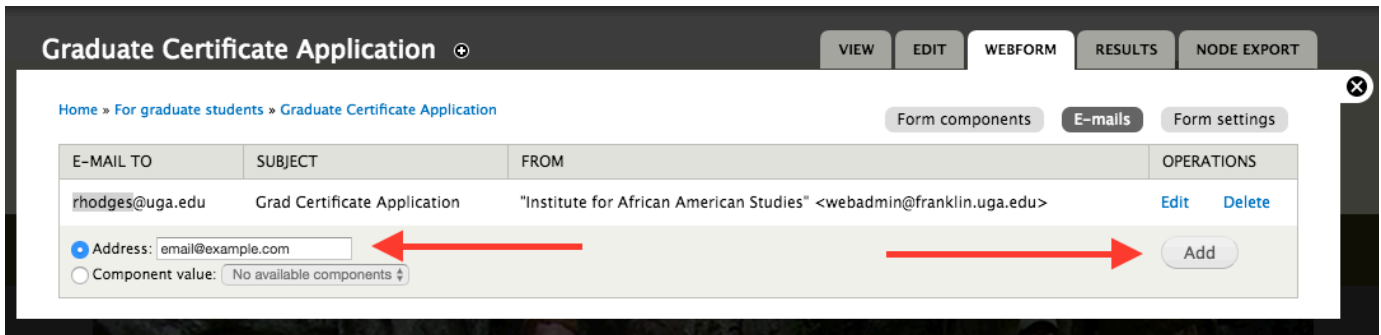 Graduate Certificate Application
VIEW EDIT WEBFORM RESULTS NODE EXPORT
Home » For graduate students » Graduate Certificate Application
Form components E-mails Form settings
E-MAIL TO SUBJECT FROM OPERATIONS
rhodges@uga.edu Grad Certificate Application "Institute for African American Studies" <webadmin@franklin.uga.edu> Edit Delete
Address: email@example.com Add
Component value: No available components